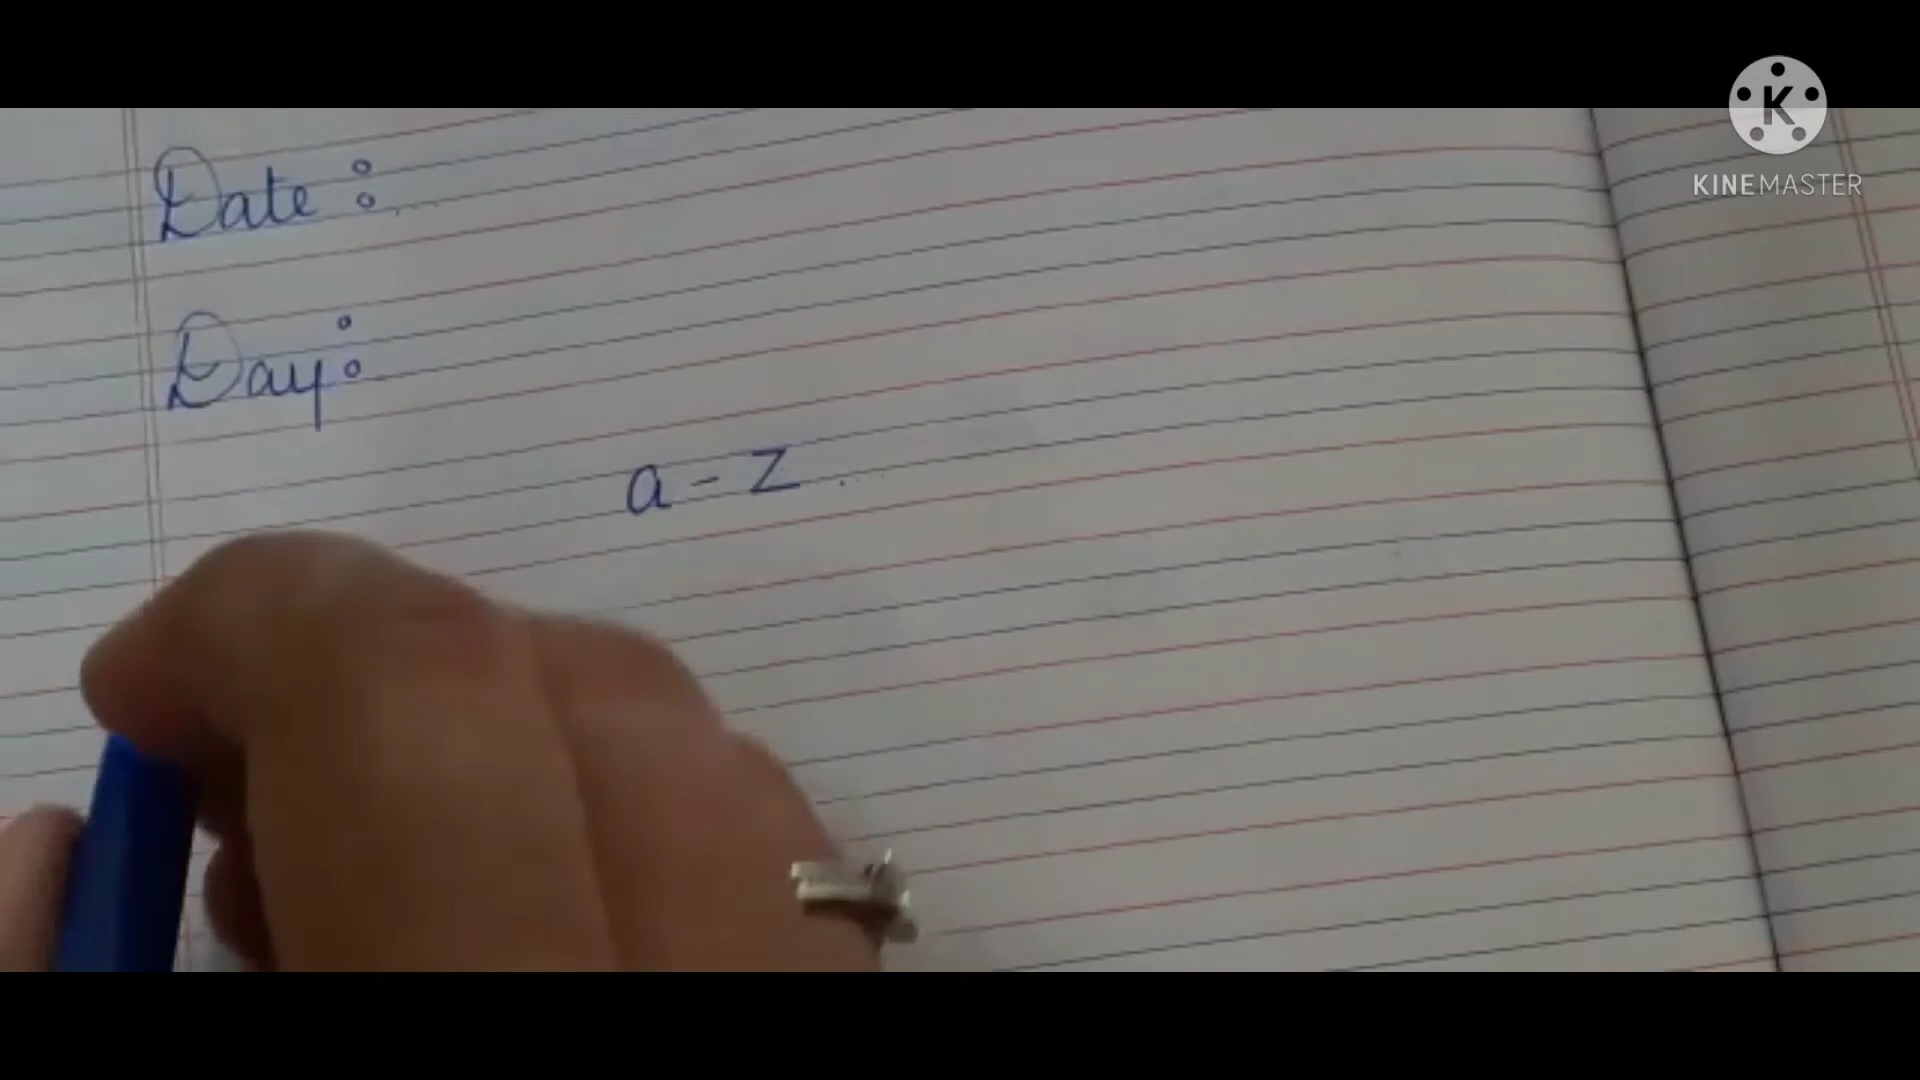 K
KINEMASTER
Date :
Day :
a - z